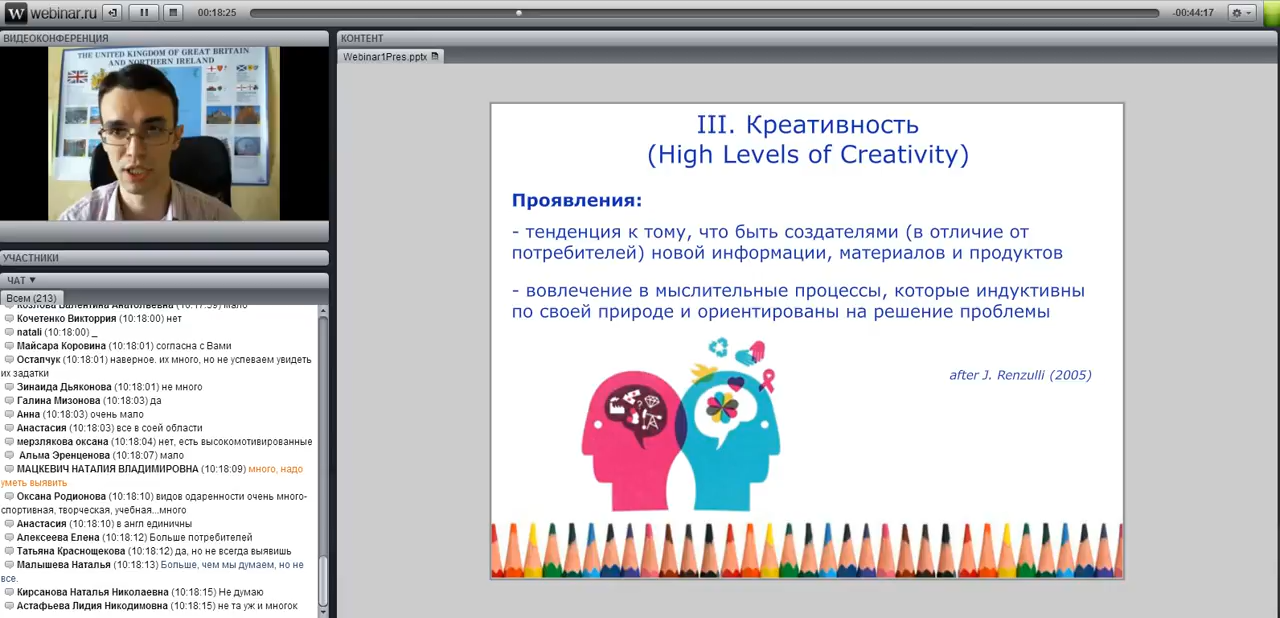 W webinar.ru
00:18:25
-00:44:17
ВИДЕОКОНФЕРЕНЦИЯ
THE UNITED KINGDOM OF GREAT BRITAIN
AND NORTHERN IRELAND
УЧАСТНИКИ
ЧАТ
Всем (213)
Козлова Валентина Анатольевна (10:17:59) мало
Кочетенко Викторрия (10:18:00) нет
natali (10:18:00) _
Майсара Коровина (10:18:01) согласна с Вами
Остапчук (10:18:01) наверное. их много, но не успеваем увидеть
их задатки
Зинаида Дьяконова (10:18:01) не много
Галина Мизонова (10:18:03) да
Анна (10:18:03) очень мало
Анастасия (10:18:03) все в соей области
мерзлякова оксана (10:18:04) нет, есть высокомотивированные
Альма Эренценова (10:18:07) мало
МАЦКЕВИЧ НАТАЛИЯ ВЛАДИМИРОВНА (10:18:09) много, надо
уметь выявить
Оксана Родионова (10:18:10) видов одаренности очень много-
спортивная, творческая, учебная...много
Анастасия (10:18:10) в англ единичны
Алексеева Елена (10:18:12) Больше потребителей
Татьяна Краснощекова (10:18:12) да, но не всегда выявишь
Малышева Наталья (10:18:13) Больше, чем мы думаем, но не
все.
Кирсанова Наталья Николаевна (10:18:15) Не думаю
Астафьева Лидия Никодимовна (10:18:15) не та уж и многок
КОНТЕНТ
Webinar1Pres.pptx
III. Креативность
(High Levels of Creativity)
Проявления:
- тенденция к тому, что быть создателями (в отличие от
потребителей) новой информации, материалов и продуктов
- вовлечение в мыслительные процессы, которые индуктивны
по своей природе и ориентированы на решение проблемы
after J. Renzulli (2005)